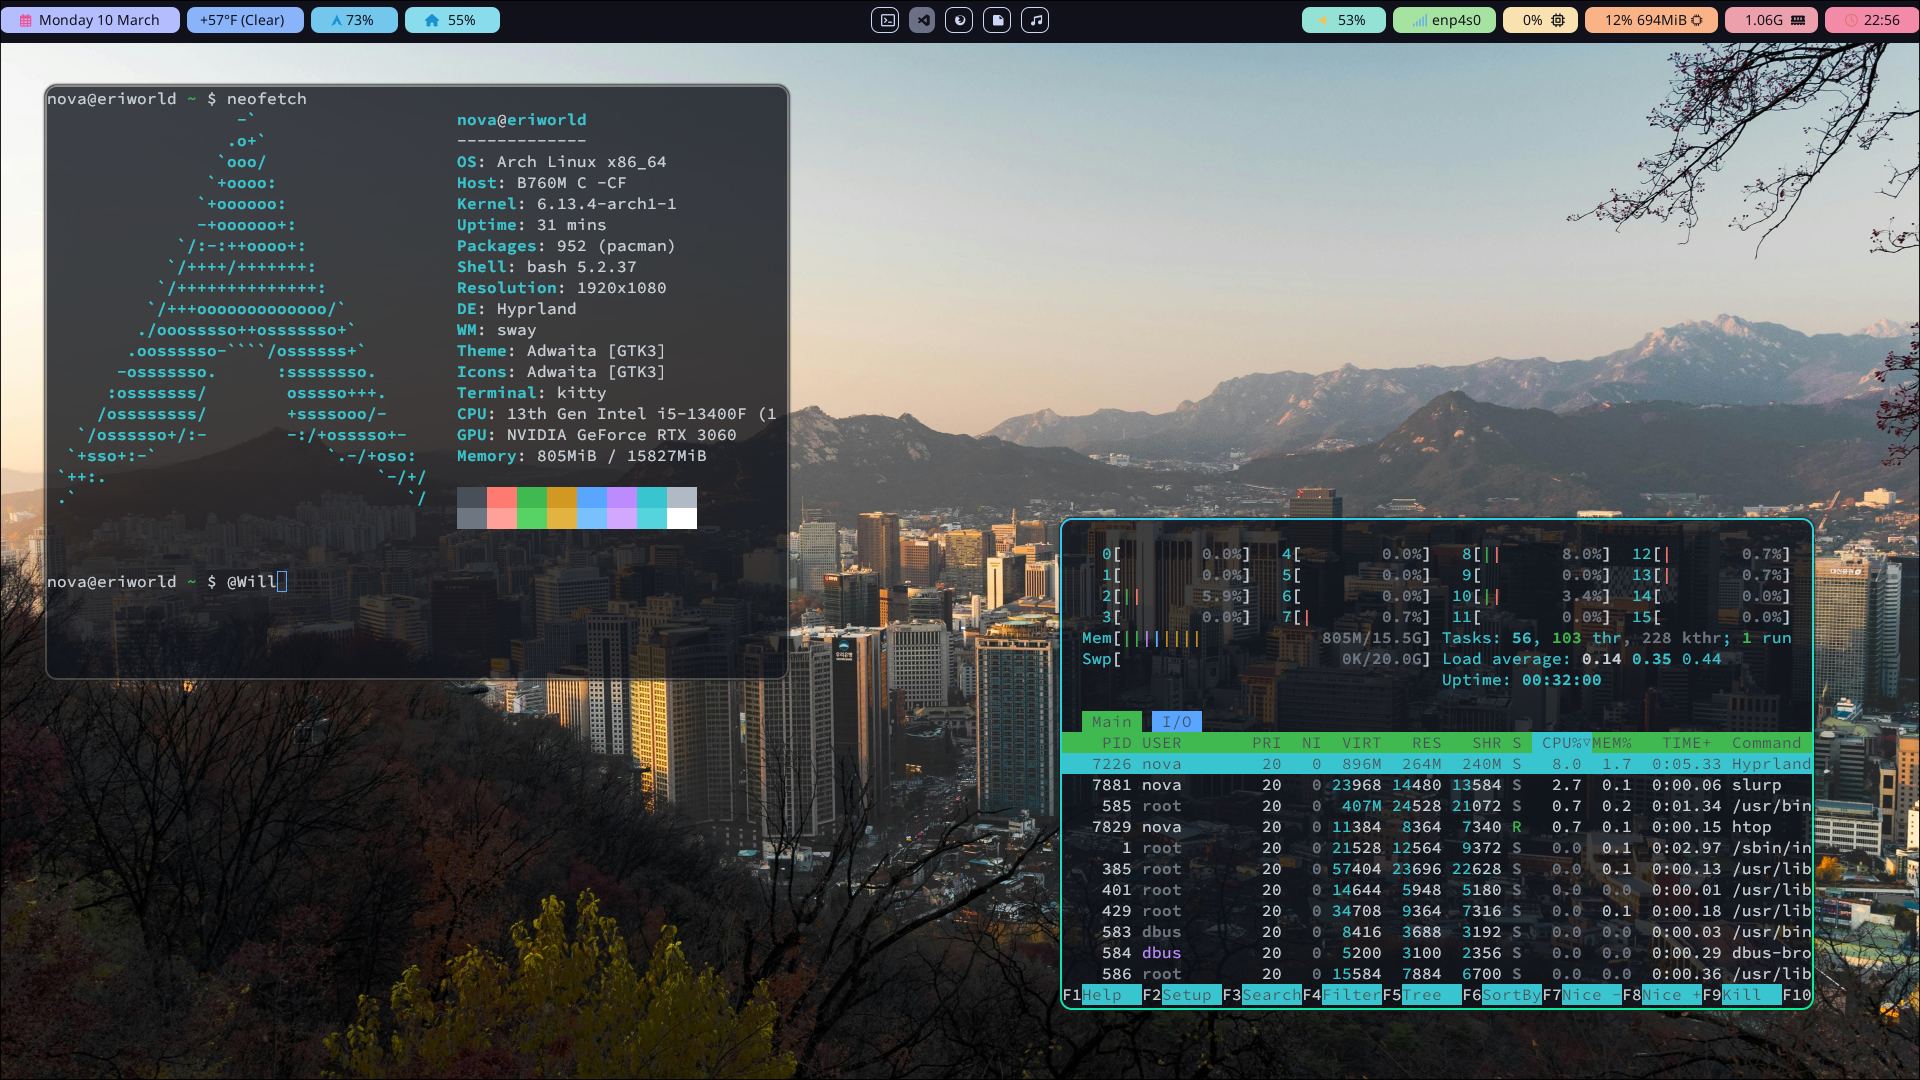 Monday 10 March
+57°F (Clear)
73%
55%
53%
enp4s0
0%
12% 694MiB
1.06G
22:56
nova@eriworld ~ $ neofetch
nova@eriworld
-------------
OS: Arch Linux x86_64
Host: B760M C -CF
Kernel: 6.13.4-arch1-1
Uptime: 31 mins
Packages: 952 (pacman)
Shell: bash 5.2.37
Resolution: 1920x1080
DE: Hyprland
WM: sway
Theme: Adwaita [GTK3]
Icons: Adwaita [GTK3]
Terminal: kitty
CPU: 13th Gen Intel i5-13400F (1
GPU: NVIDIA GeForce RTX 3060
Memory: 805MiB / 15827MiB
nova@eriworld ~ $ @Will
0[ 0.0%] 4[ 0.0%] 8[|| 8.0%] 12[| 0.7%]
1[ 0.0%] 5[ 0.0%] 9[ 0.0%] 13[| 0.7%]
2[|| 5.9%] 6[ 0.0%] 10[|| 3.4%] 14[ 0.0%]
3[ 0.0%] 7[| 0.7%] 11[ 0.0%] 15[ 0.0%]
Mem[|||||||| 805M/15.5G] Tasks: 56, 103 thr, 228 kthr; 1 run
Swp[ 0K/20.0G] Load average: 0.14 0.35 0.44
Uptime: 00:32:00
Main I/O
PID USER PRI NI VIRT RES SHR S CPU%▽MEM% TIME+ Command
7226 nova 20 0 896M 264M 240M S 8.0 1.7 0:05.33 Hyprland
7881 nova 20 0 23968 14480 13584 S 2.7 0.1 0:00.06 slurp
585 root 20 0 407M 24528 21072 S 0.7 0.2 0:01.34 /usr/bin
7829 nova 20 0 11384 8364 7340 R 0.7 0.1 0:00.15 htop
1 root 20 0 21528 12564 9372 S 0.0 0.1 0:02.97 /sbin/in
385 root 20 0 57404 23696 22628 S 0.0 0.1 0:00.13 /usr/lib
401 root 20 0 14644 5948 5180 S 0.0 0.0 0:00.01 /usr/lib
429 root 20 0 34708 9364 7316 S 0.0 0.1 0:00.18 /usr/lib
583 dbus 20 0 8416 3688 3192 S 0.0 0.0 0:00.03 /usr/bin
584 dbus 20 0 5200 3100 2356 S 0.0 0.0 0:00.29 dbus-bro
586 root 20 0 15584 7884 6700 S 0.0 0.0 0:00.36 /usr/lib
F1Help F2Setup F3SearchF4FilterF5Tree F6SortByF7Nice -F8Nice +F9Kill F10